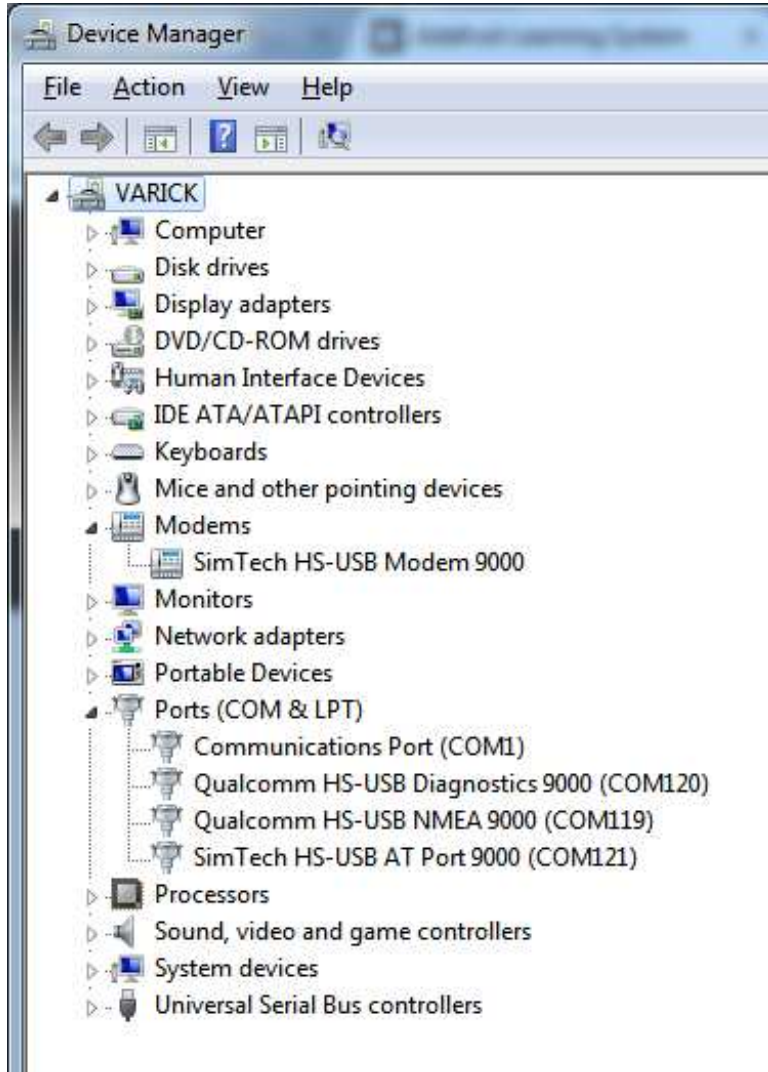 Device Manager
File Action View Help
VARICK
Computer
Disk drives
Display adapters
DVD/CD-ROM drives
Human Interface Devices
IDE ATA/ATAPI controllers
Keyboards
Mice and other pointing devices
Modems
SimTech HS-USB Modem 9000
Monitors
Network adapters
Portable Devices
Ports (COM & LPT)
Communications Port (COM1)
Qualcomm HS-USB Diagnostics 9000 (COM120)
Qualcomm HS-USB NMEA 9000 (COM119)
SimTech HS-USB AT Port 9000 (COM121)
Processors
Sound, video and game controllers
System devices
Universal Serial Bus controllers